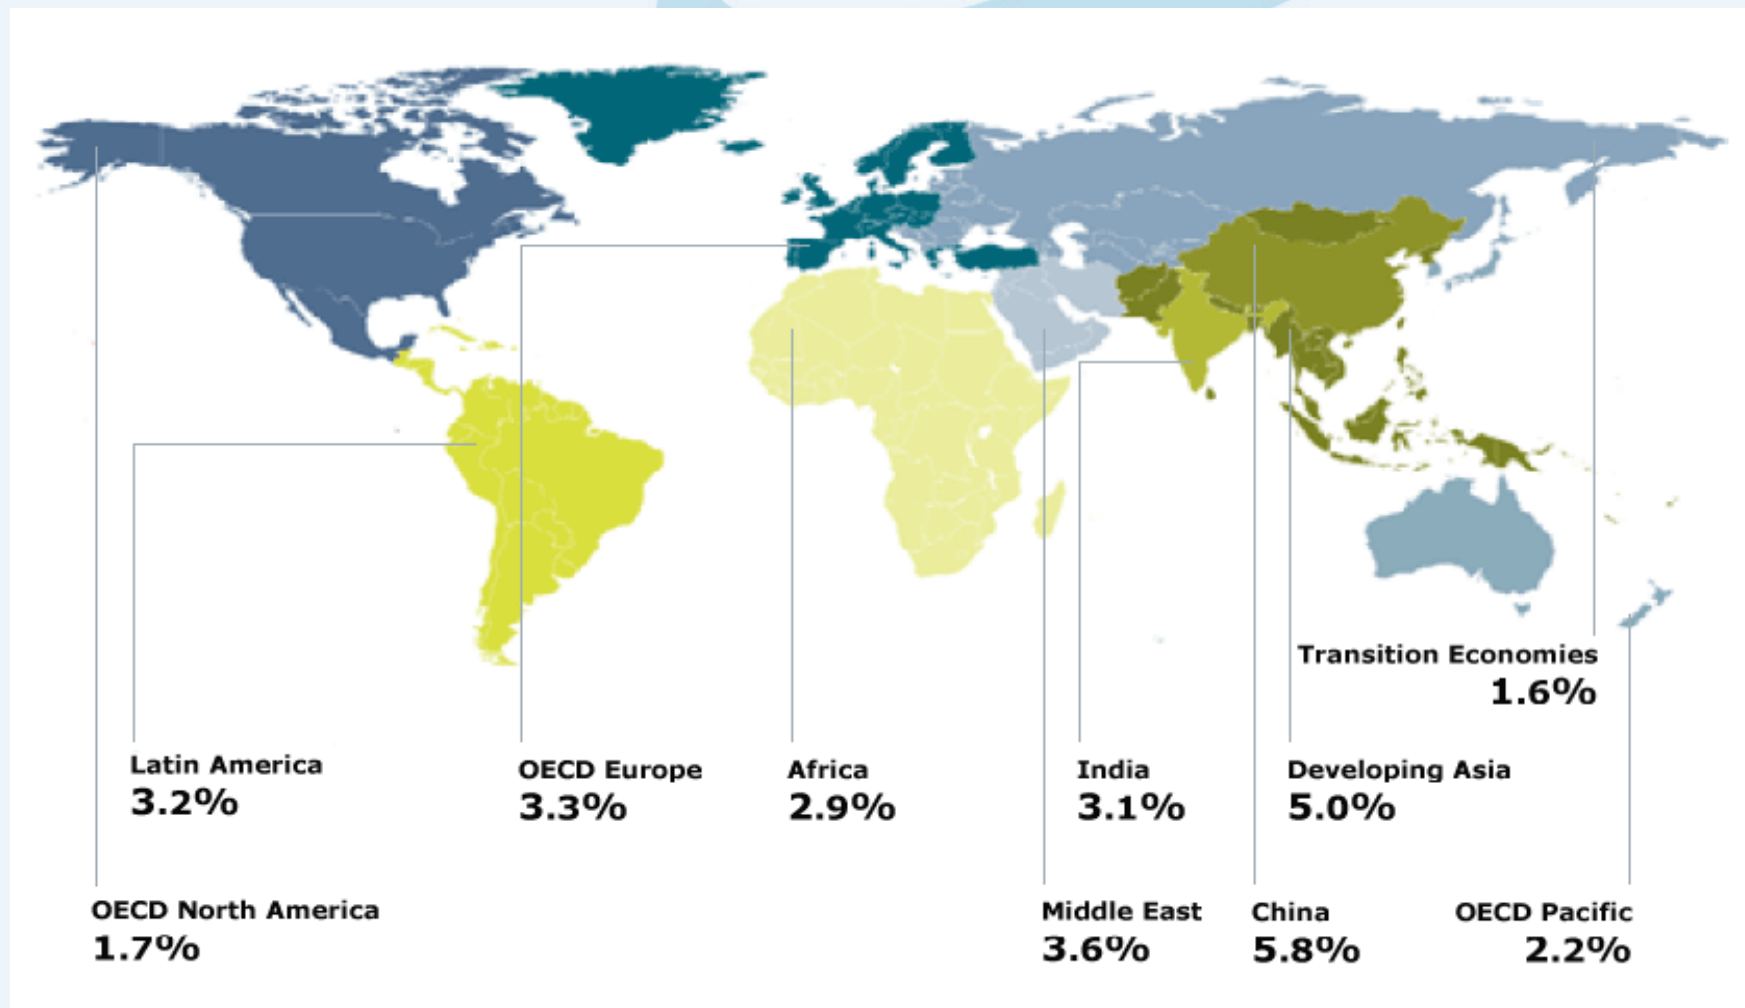 Transition Economies
1.6%
Latin America
3.2%
OECD Europe
3.3%
Africa
2.9%
India
3.1%
Developing Asia
5.0%
OECD North America
1.7%
Middle East
3.6%
China
5.8%
OECD Pacific
2.2%